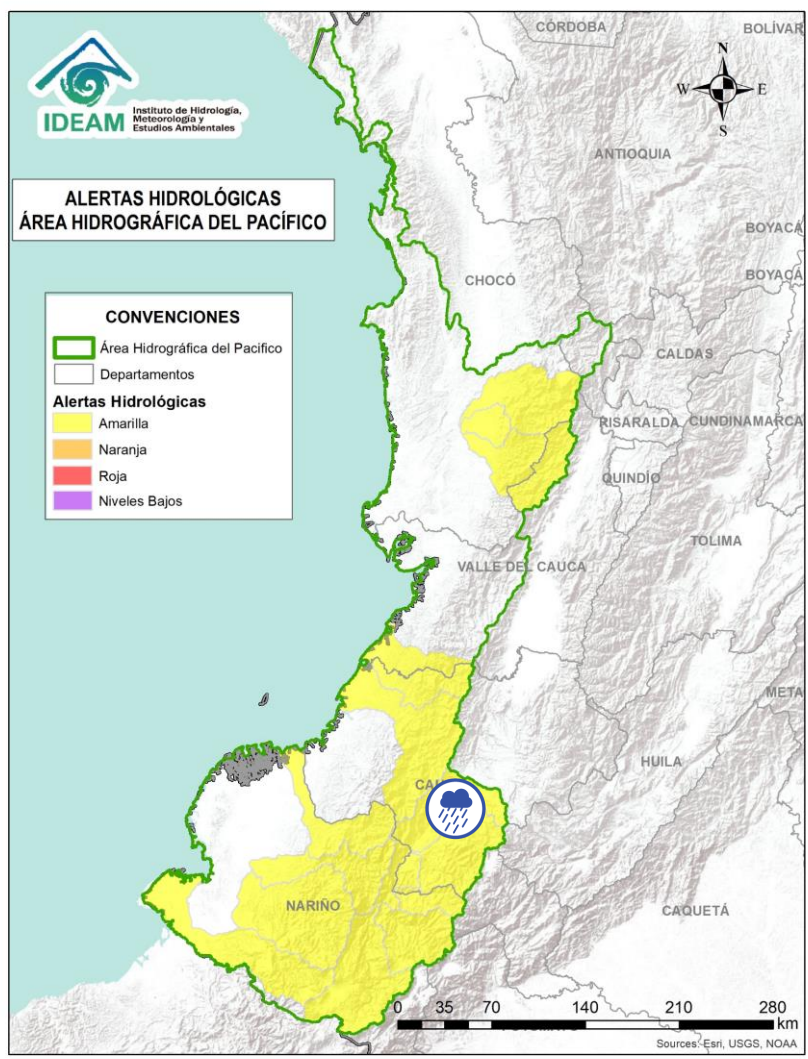 IDEAM
Instituto de Hidrología,
Meteorología y
Estudios Ambientales
CÓRDOBA
BOLÍVAR
N
W
E
S
ANTIOQUIA
ALERTAS HIDROLÓGICAS
ÁREA HIDROGRÁFICA DEL PACÍFICO
BOYACÁ
BOYACÁ
CHOCÓ
CONVENCIONES
Área Hidrográfica del Pacifico
Departamentos
Alertas Hidrológicas
Amarilla
Naranja
Roja
Niveles Bajos
CALDAS
RISARALDA
CUNDINAMARCA
QUINDÍO
TOLIMA
VALLE DEL CAUCA
META
HUILA
NARIÑO
CAQUETÁ
0 35 70 140 210 280
km
Sources: Esri, USGS, NOAA